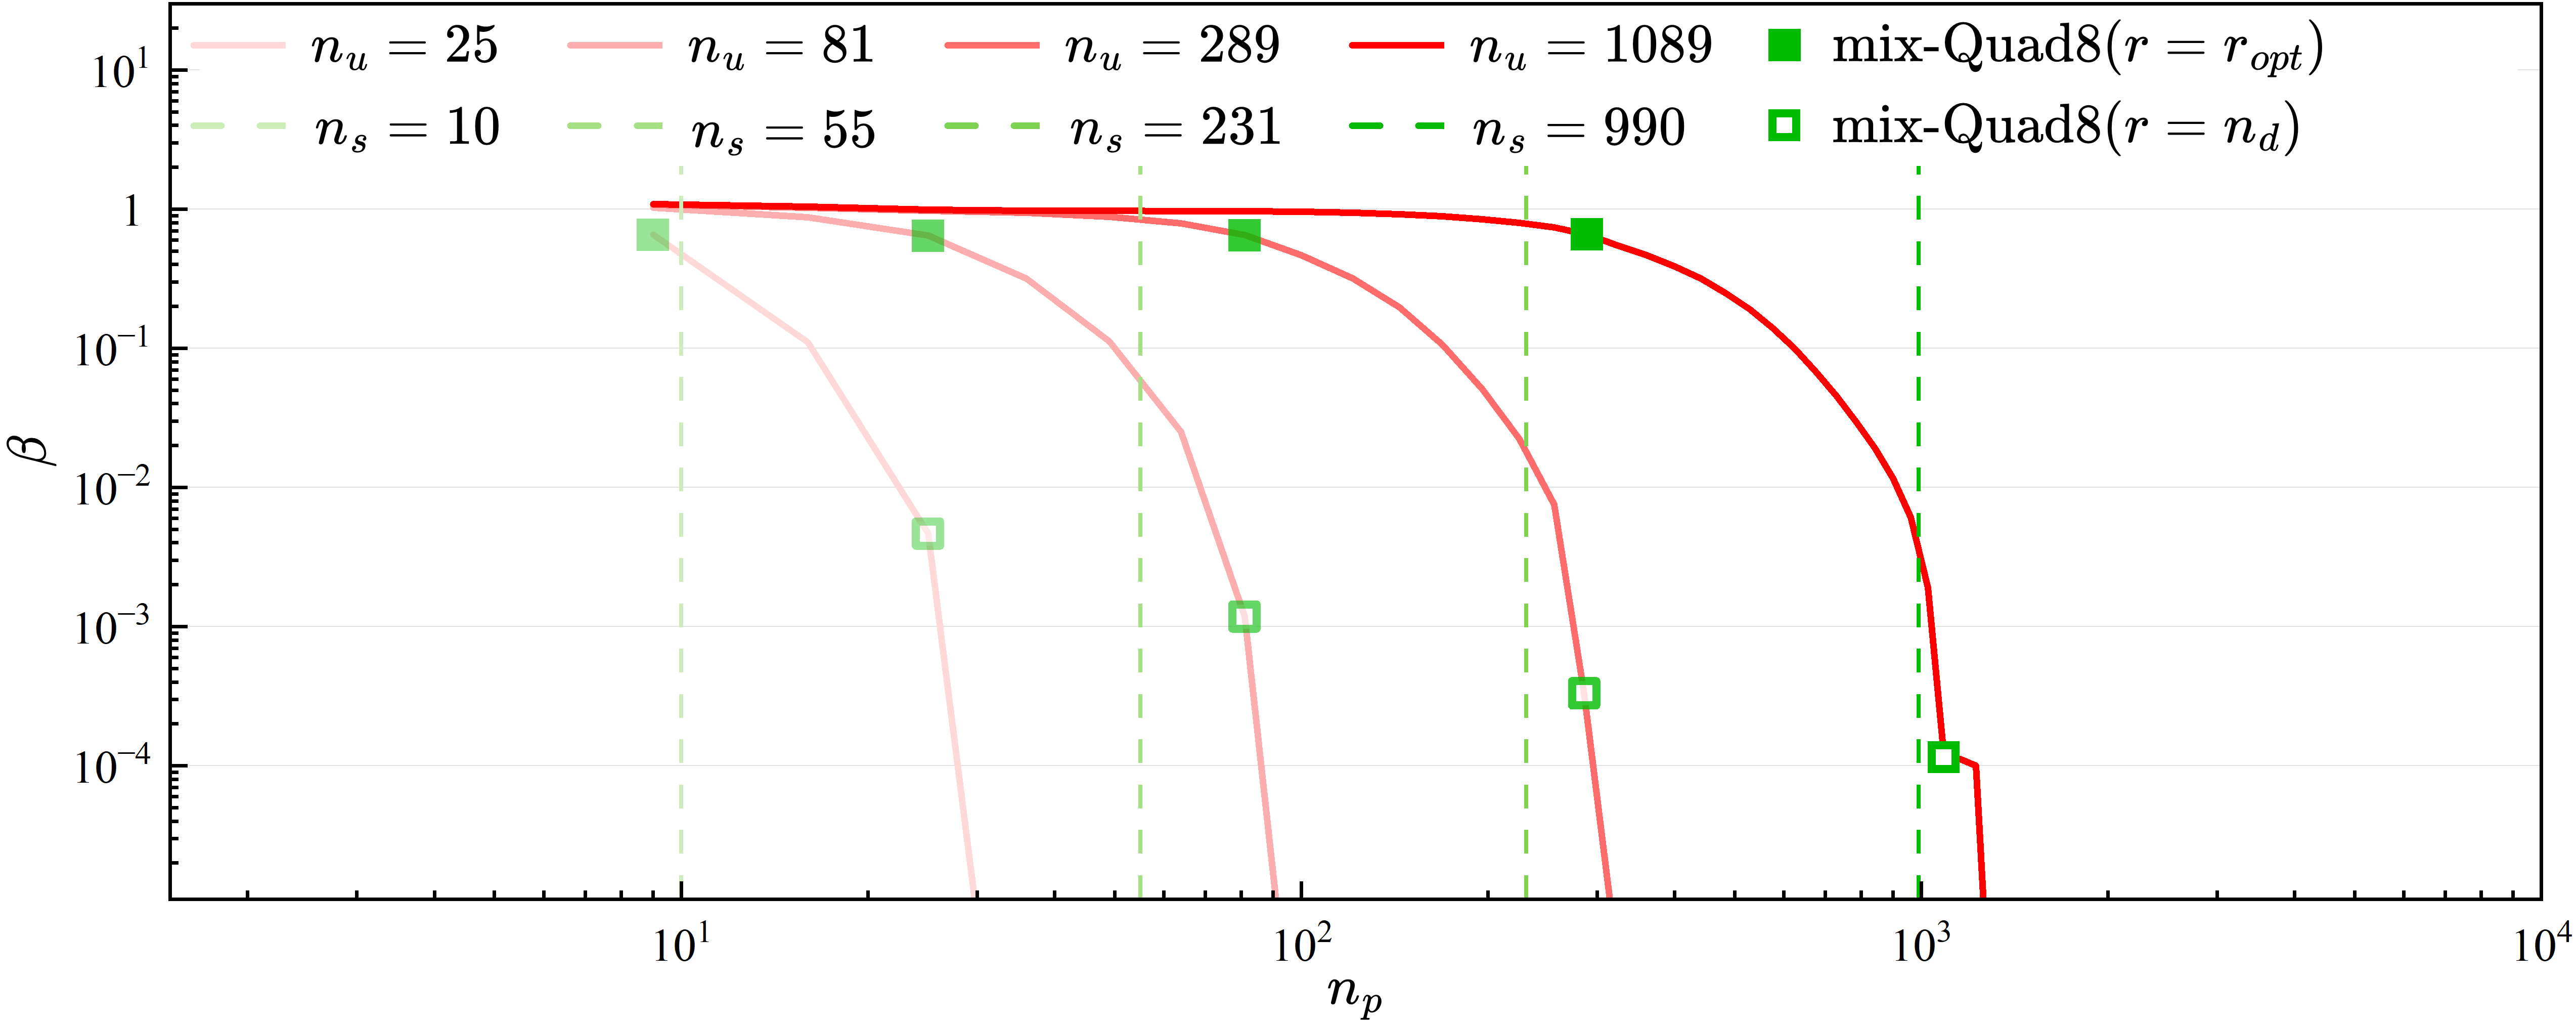 n_u = 25 n_u = 81 n_u = 289 n_u = 1089 mix-Quad8(r = r_opt)
n_s = 10 n_s = 55 n_s = 231 n_s = 990 mix-Quad8(r = n_d)
10^1
1
10^−1
10^−2
10^−3
10^−4
β
10^1 10^2 10^3 10^4
n_p